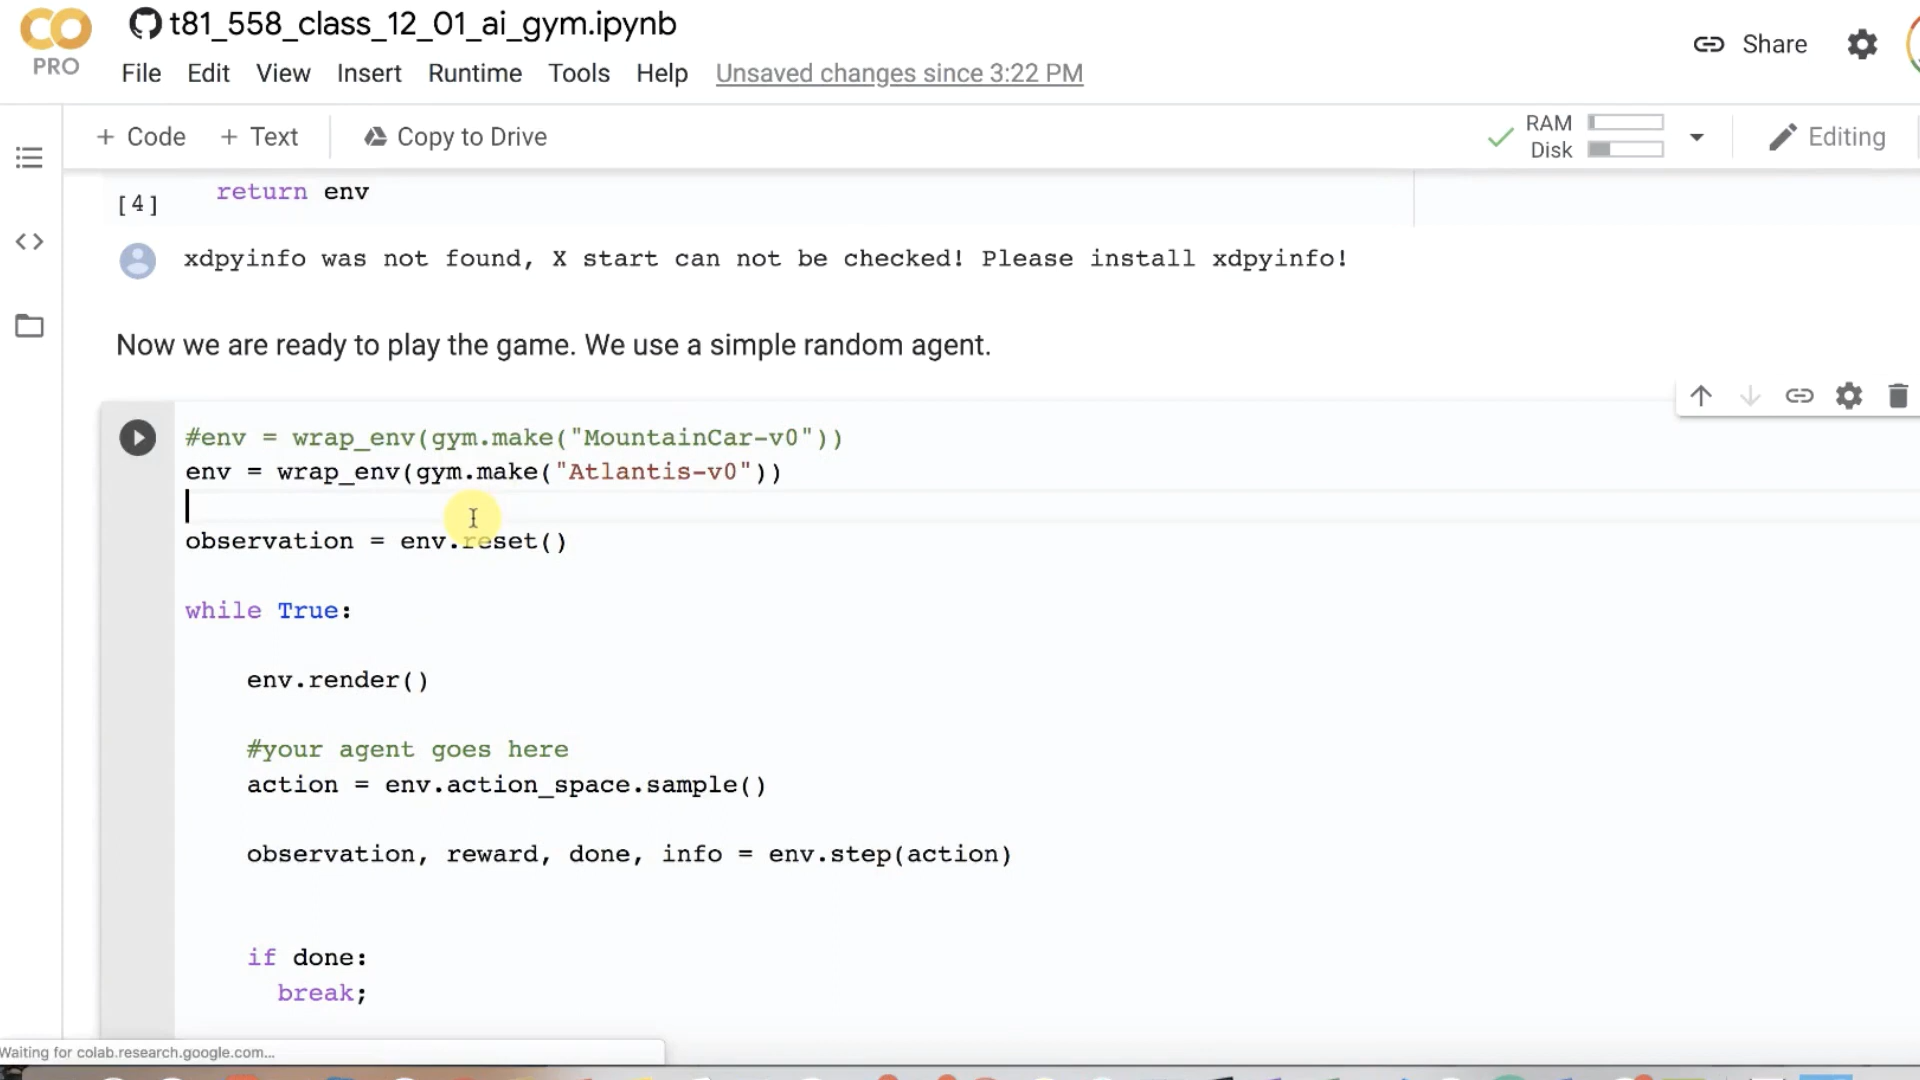 t81_558_class_12_01_ai_gym.ipynb
PRO
File Edit View Insert Runtime Tools Help Unsaved changes since 3:22 PM
Share
+ Code + Text Copy to Drive
RAM
Disk
Editing
[4]
return env
xdpyinfo was not found, X start can not be checked! Please install xdpyinfo!
Now we are ready to play the game. We use a simple random agent.
#env = wrap_env(gym.make("MountainCar-v0"))
env = wrap_env(gym.make("Atlantis-v0"))
observation = env.reset()
while True:
env.render()
#your agent goes here
action = env.action_space.sample()
observation, reward, done, info = env.step(action)
if done:
break;
Waiting for colab.research.google.com...